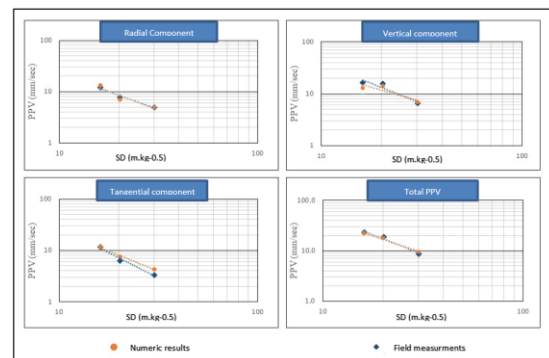 Radial Component
100
10
1
PPV (mm/sec)
10
SD (m.kg-0.5)
100
Vertical component
100
10
1
PPV (mm/sec)
10
SD (m.kg-0.5)
100
Tangential component
100
10
1
PPV (mm/sec)
10
SD (m.kg-0.5)
100
Total PPV
100.0
10.0
1.0
PPV (mm/sec)
10
SD (m.kg-0.5)
100
Numeric results
Field measurments